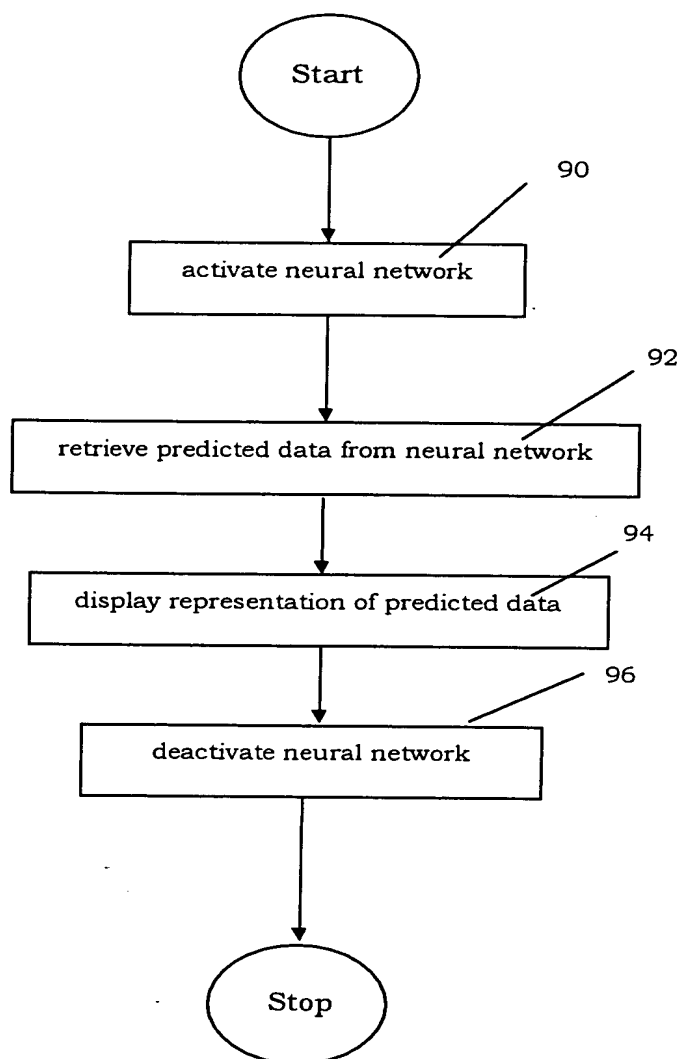 Start
90
activate neural network
92
retrieve predicted data from neural network
94
display representation of predicted data
96
deactivate neural network
Stop